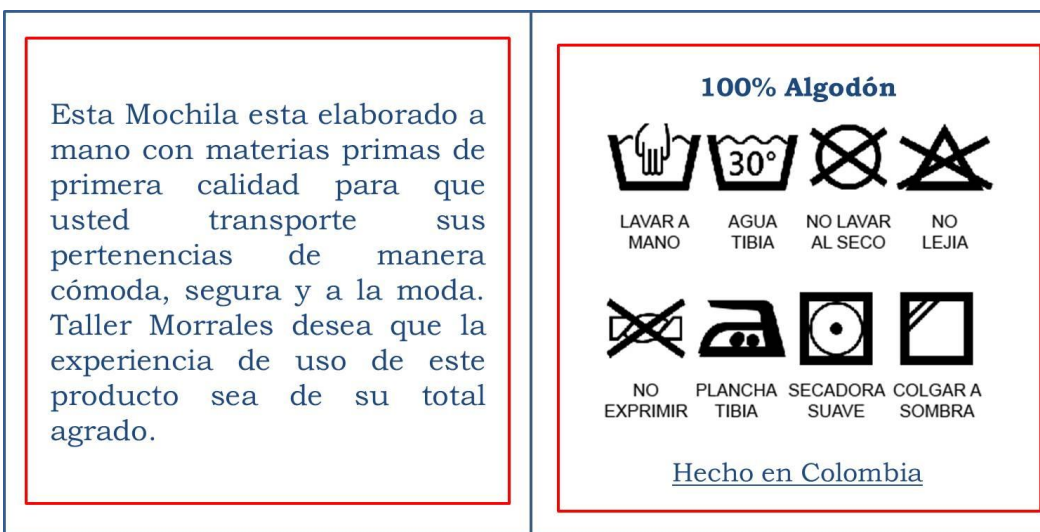 Esta Mochila esta elaborado a
mano con materias primas de
primera calidad para que
usted transporte sus
pertenencias de manera
cómoda, segura y a la moda.
Taller Morrales desea que la
experiencia de uso de este
producto sea de su total
agrado.
100% Algodón
30°
LAVAR A MANO
AGUA TIBIA
NO LAVAR AL SECO
NO LEJIA
NO EXPRIMIR
PLANCHA TIBIA
SECADORA SUAVE
COLGAR A SOMBRA
Hecho en Colombia